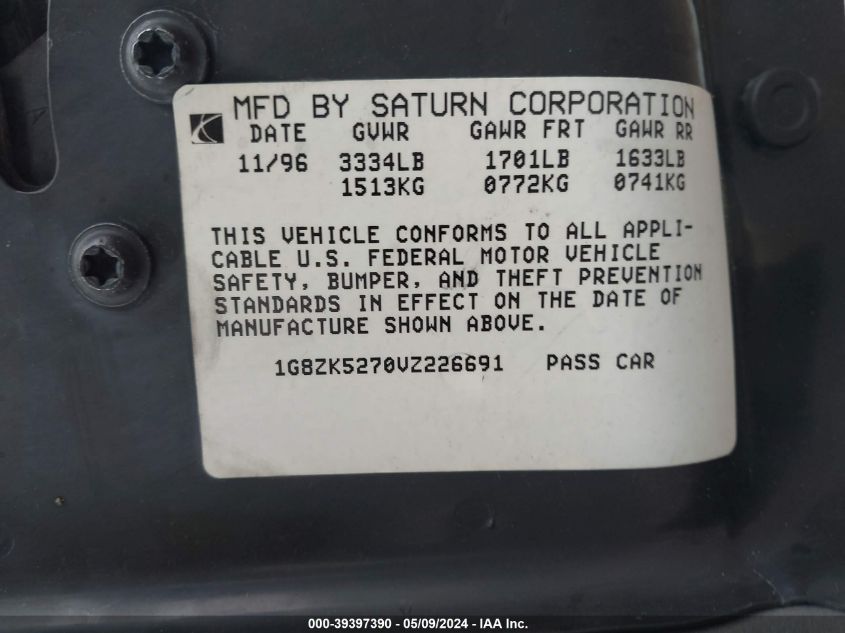 MFD BY SATURN CORPORATION
DATE GVWR GAWR FRT GAWR RR
11/96 3334LB 1701LB 1633LB
1513KG 0772KG 0741KG
THIS VEHICLE CONFORMS TO ALL APPLI-
CABLE U.S. FEDERAL MOTOR VEHICLE
SAFETY, BUMPER, AND THEFT PREVENTION
STANDARDS IN EFFECT ON THE DATE OF
MANUFACTURE SHOWN ABOVE.
1G8ZK5270VZ226691 PASS CAR
000-39397390 - 05/09/2024 - IAA Inc.